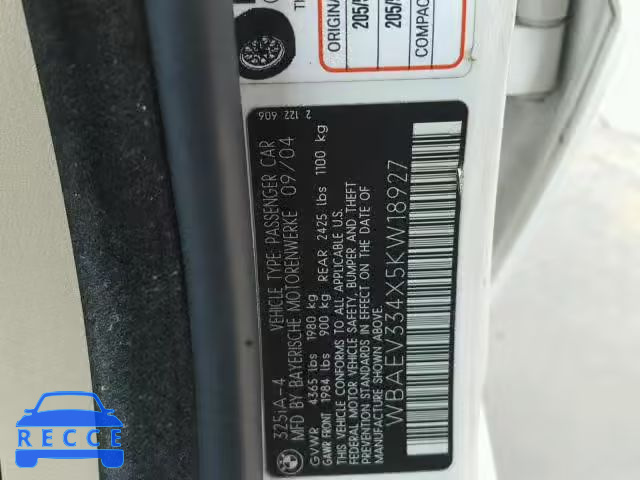 TI
ORIGINA
205/
205/
COMPAC
2 122 606
325iA-4 VEHICLE TYPE:PASSENGER CAR
MFD BY BAYERISCHE MOTORENWERKE 09/04
GVWR 4365 lbs 1980 kg
GAWR FRONT 1984 lbs 900 kg REAR 2425 lbs 1100 kg
THIS VEHICLE CONFORMS TO ALL APPLICABLE U.S.
FEDERAL MOTOR VEHICLE SAFETY, BUMPER AND THEFT
PREVENTION STANDARDS IN EFFECT ON THE DATE OF
MANUFACTURE SHOWN ABOVE.
WBAEV334X5KW18927
RECCE